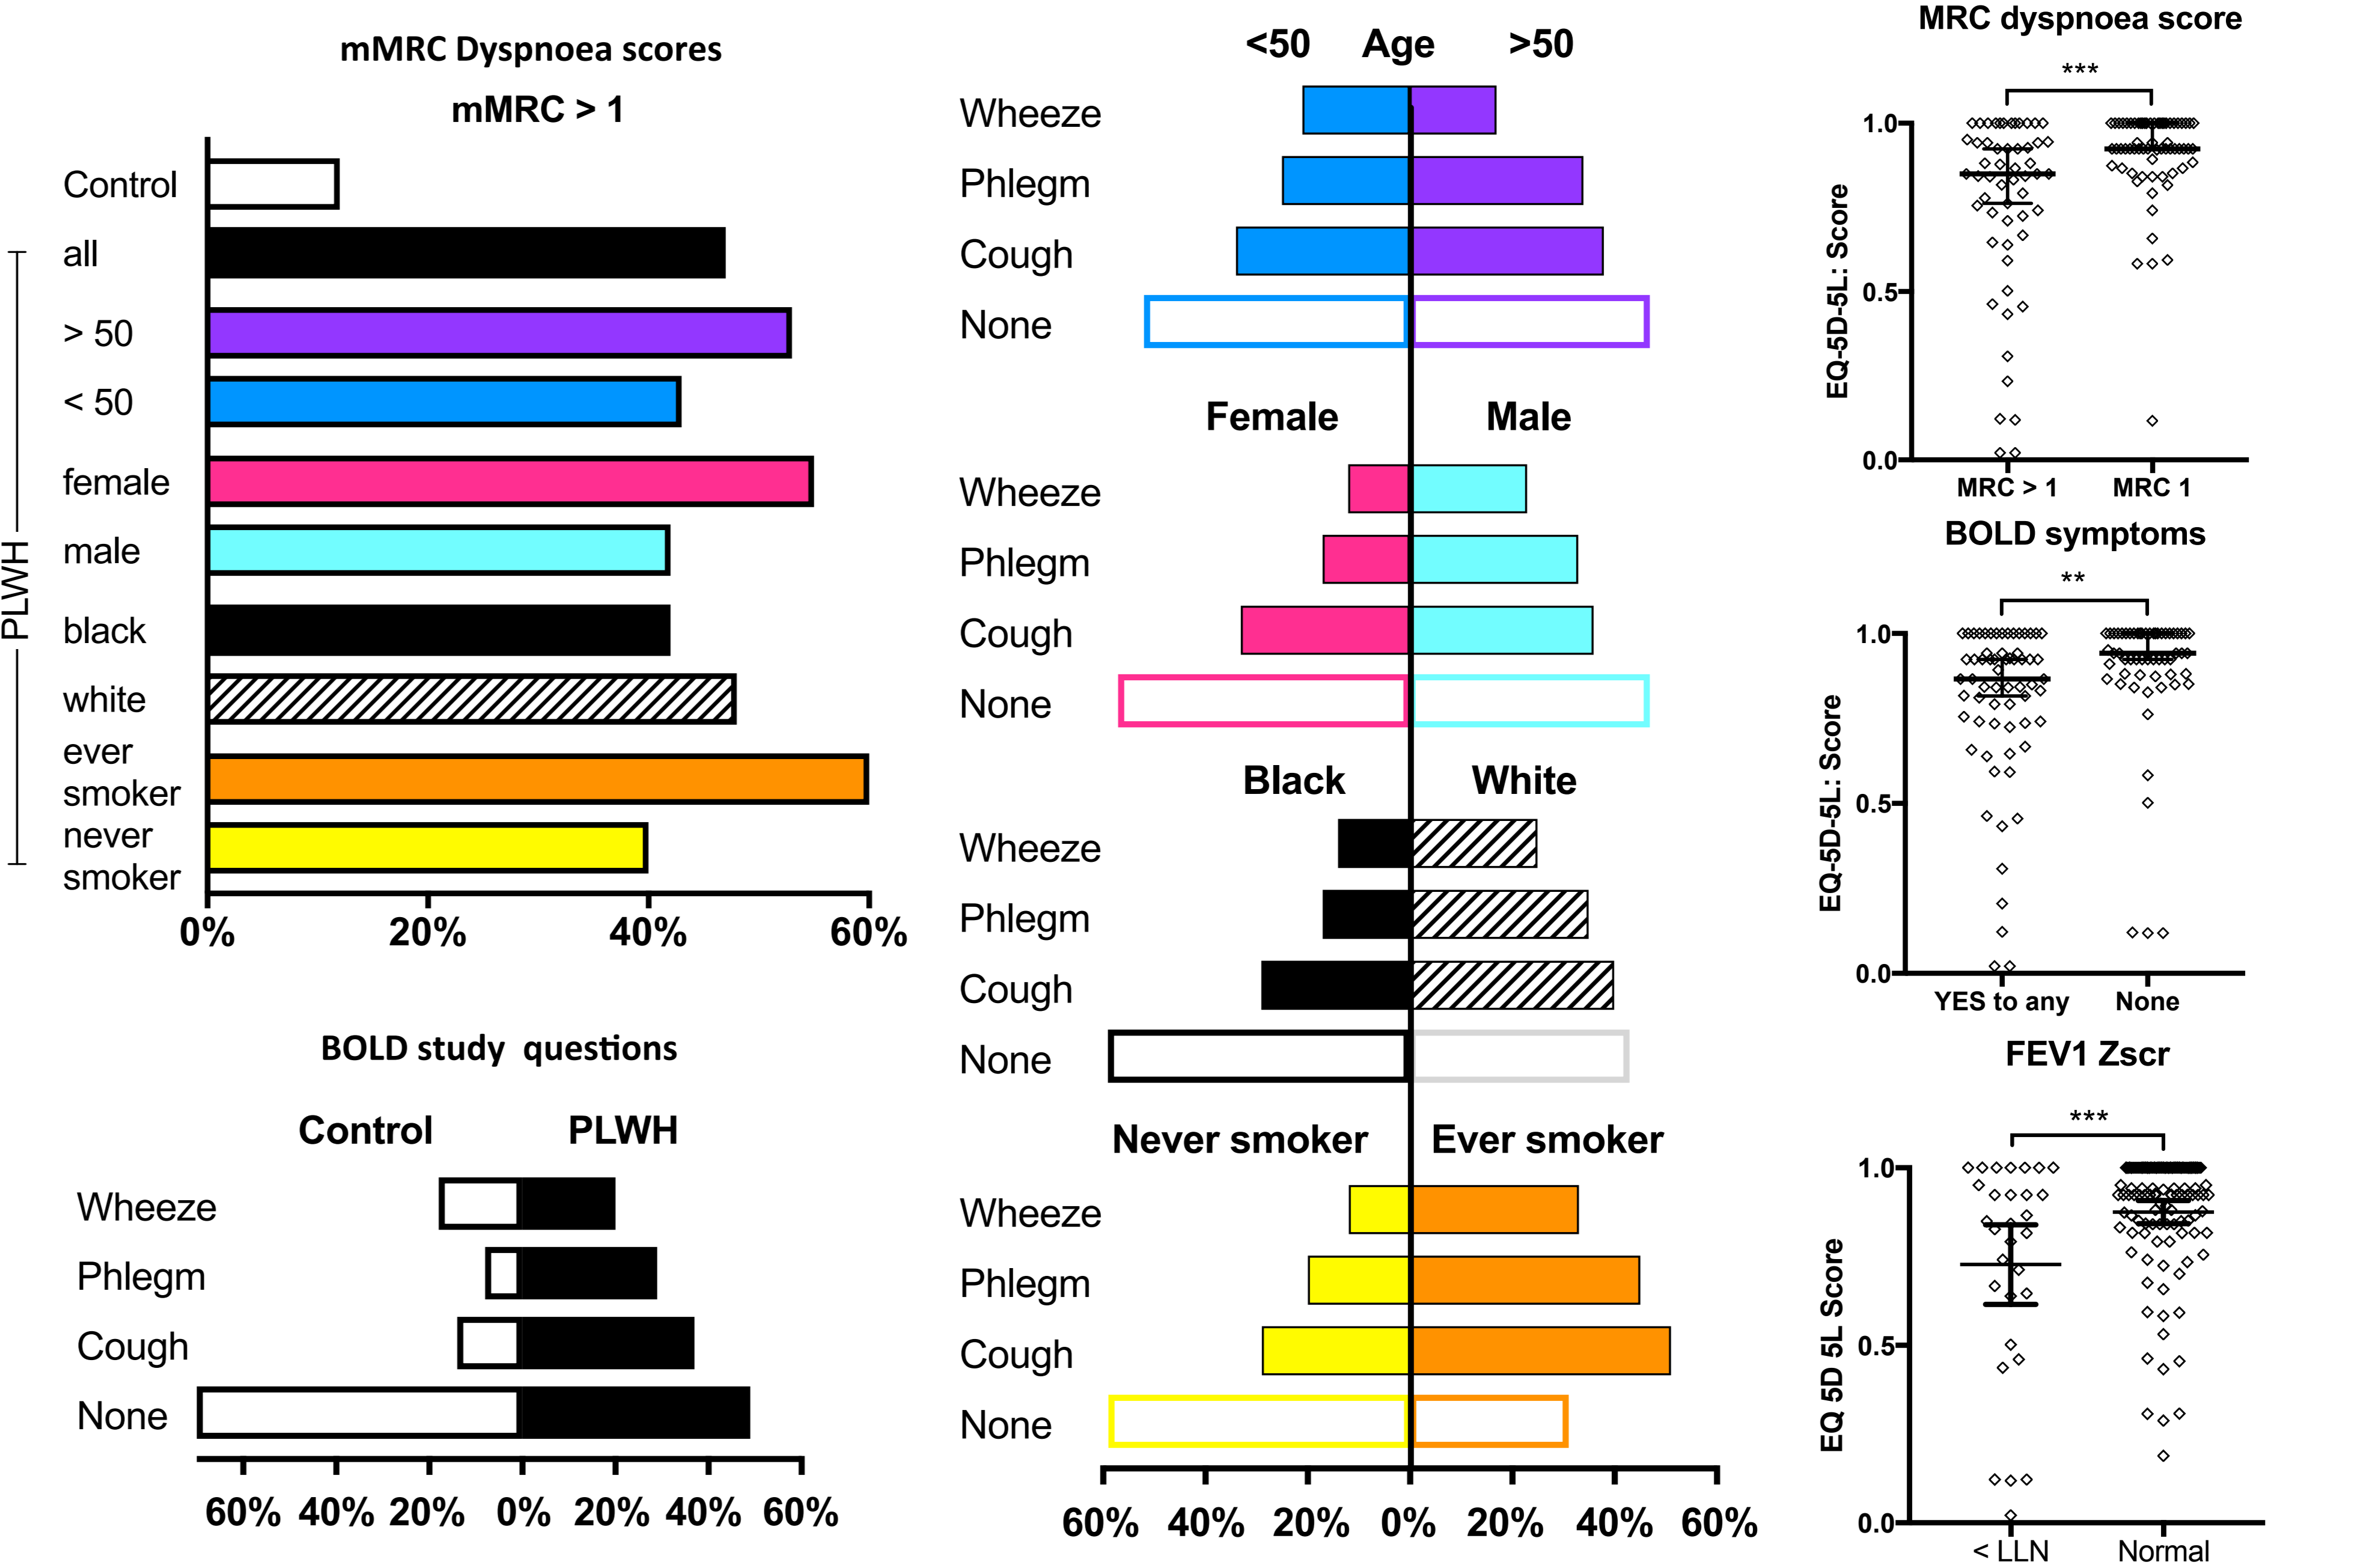 mMRC Dyspnoea scores
mMRC > 1
Control
all
> 50
< 50
female
male
black
white
ever
smoker
never
smoker
PLWH
0% 20% 40% 60%
BOLD study questions
Control PLWH
Wheeze
Phlegm
Cough
None
60% 40% 20% 0% 20% 40% 60%
<50 Age >50
Wheeze
Phlegm
Cough
None
Female Male
Wheeze
Phlegm
Cough
None
Black White
Wheeze
Phlegm
Cough
None
Never smoker Ever smoker
Wheeze
Phlegm
Cough
None
60% 40% 20% 0% 20% 40% 60%
MRC dyspnoea score
***
EQ-5D-5L: Score
1.0
0.5
0.0
MRC > 1 MRC 1
BOLD symptoms
**
EQ-5D-5L: Score
1.0
0.5
0.0
YES to any None
FEV1 Zscr
***
EQ 5D 5L Score
1.0
0.5
0.0
< LLN Normal